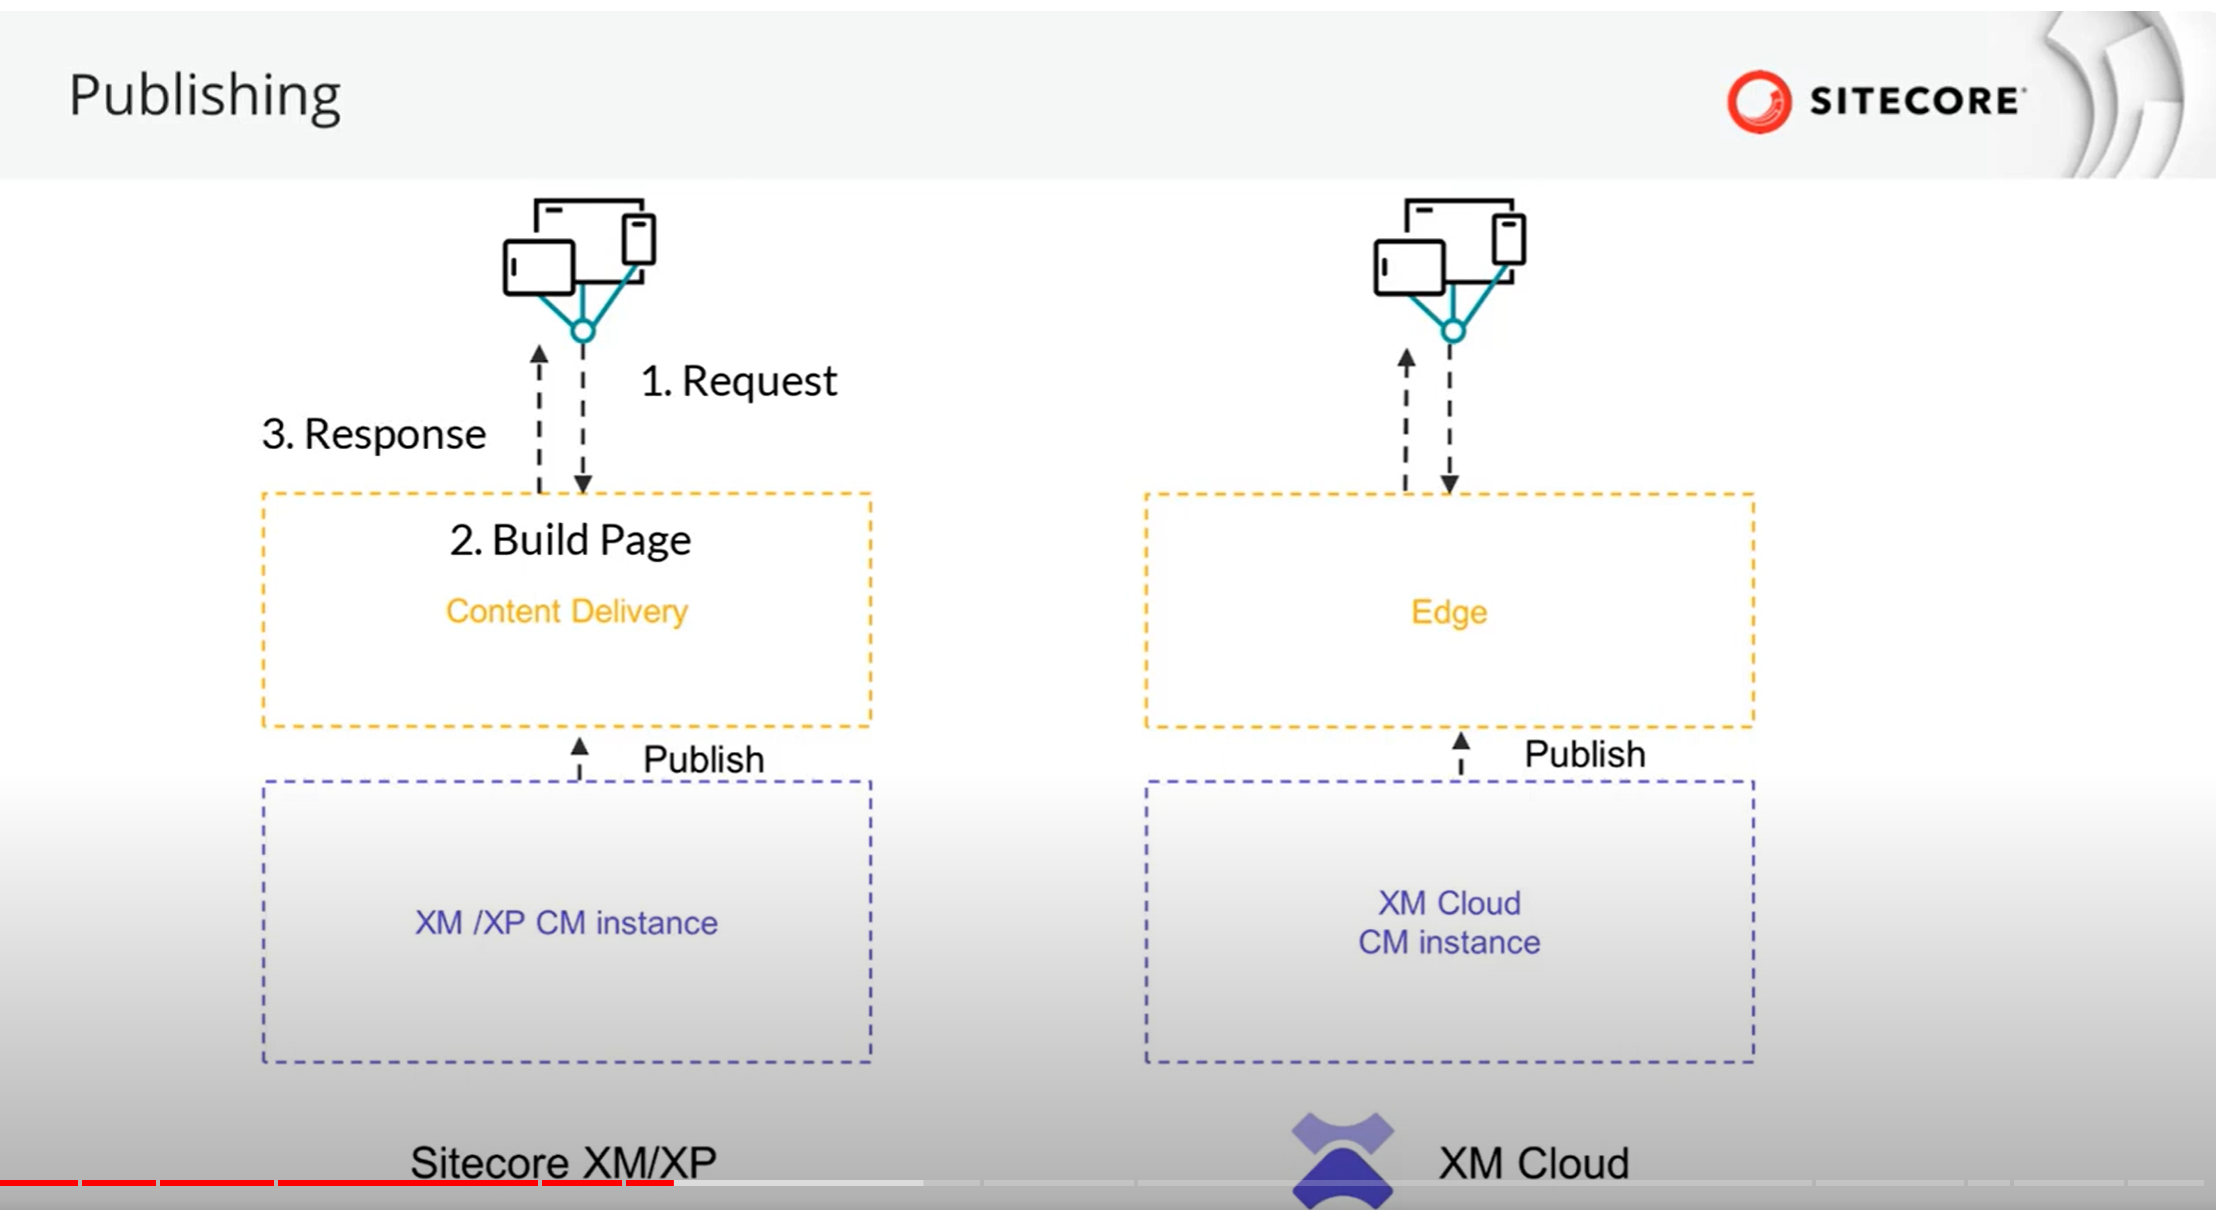 Publishing
SITECORE
1. Request
3. Response
2. Build Page
Content Delivery
Publish
XM /XP CM instance
Sitecore XM/XP
Edge
Publish
XM Cloud
CM instance
XM Cloud